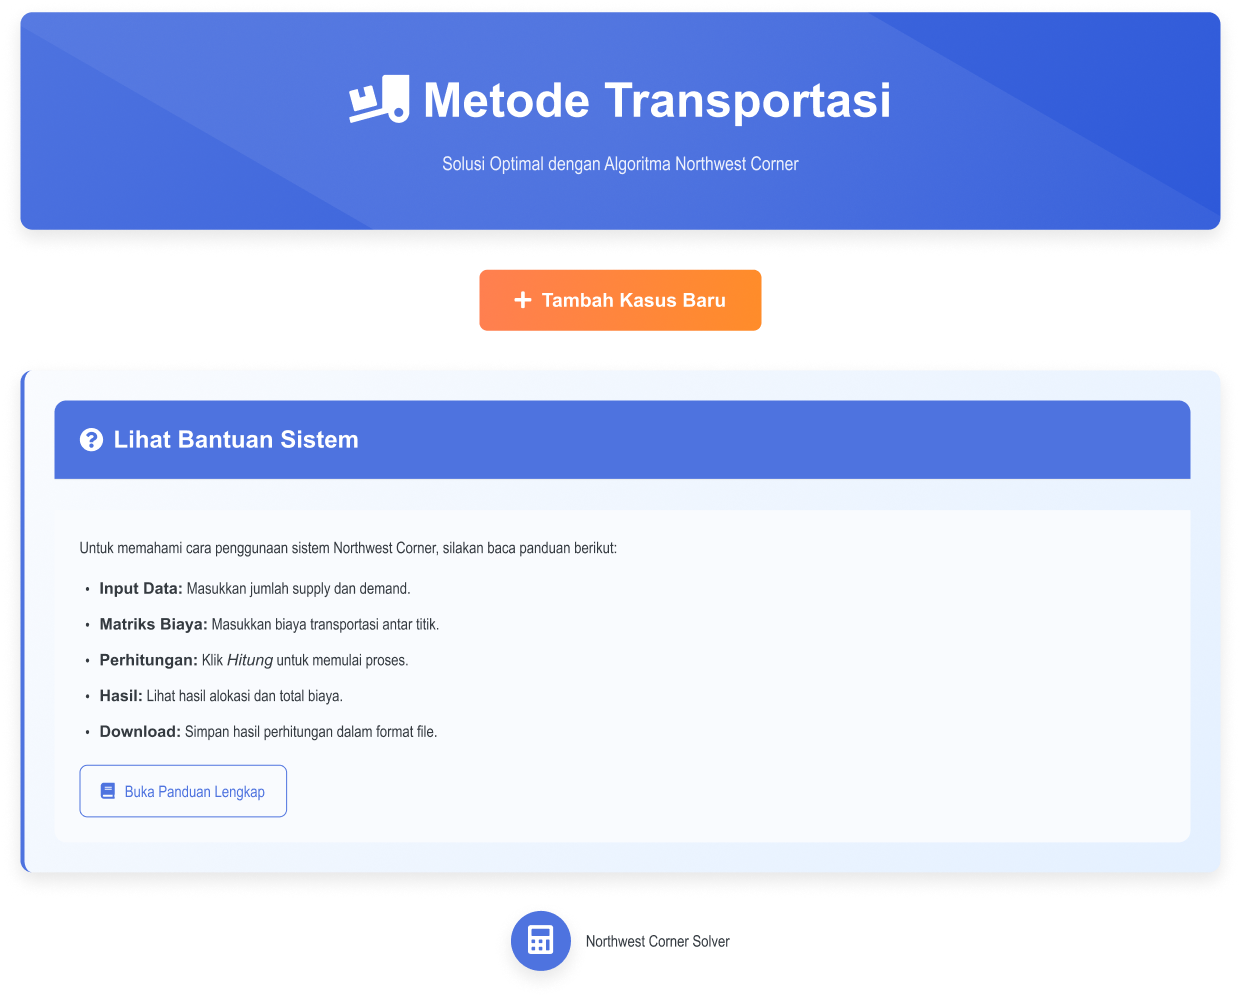 Metode Transportasi
Solusi Optimal dengan Algoritma Northwest Corner
Tambah Kasus Baru
Lihat Bantuan Sistem
Untuk memahami cara penggunaan sistem Northwest Corner, silakan baca panduan berikut:
• Input Data: Masukkan jumlah supply dan demand.
• Matriks Biaya: Masukkan biaya transportasi antar titik.
• Perhitungan: Klik Hitung untuk memulai proses.
• Hasil: Lihat hasil alokasi dan total biaya.
• Download: Simpan hasil perhitungan dalam format file.
Buka Panduan Lengkap
Northwest Corner Solver